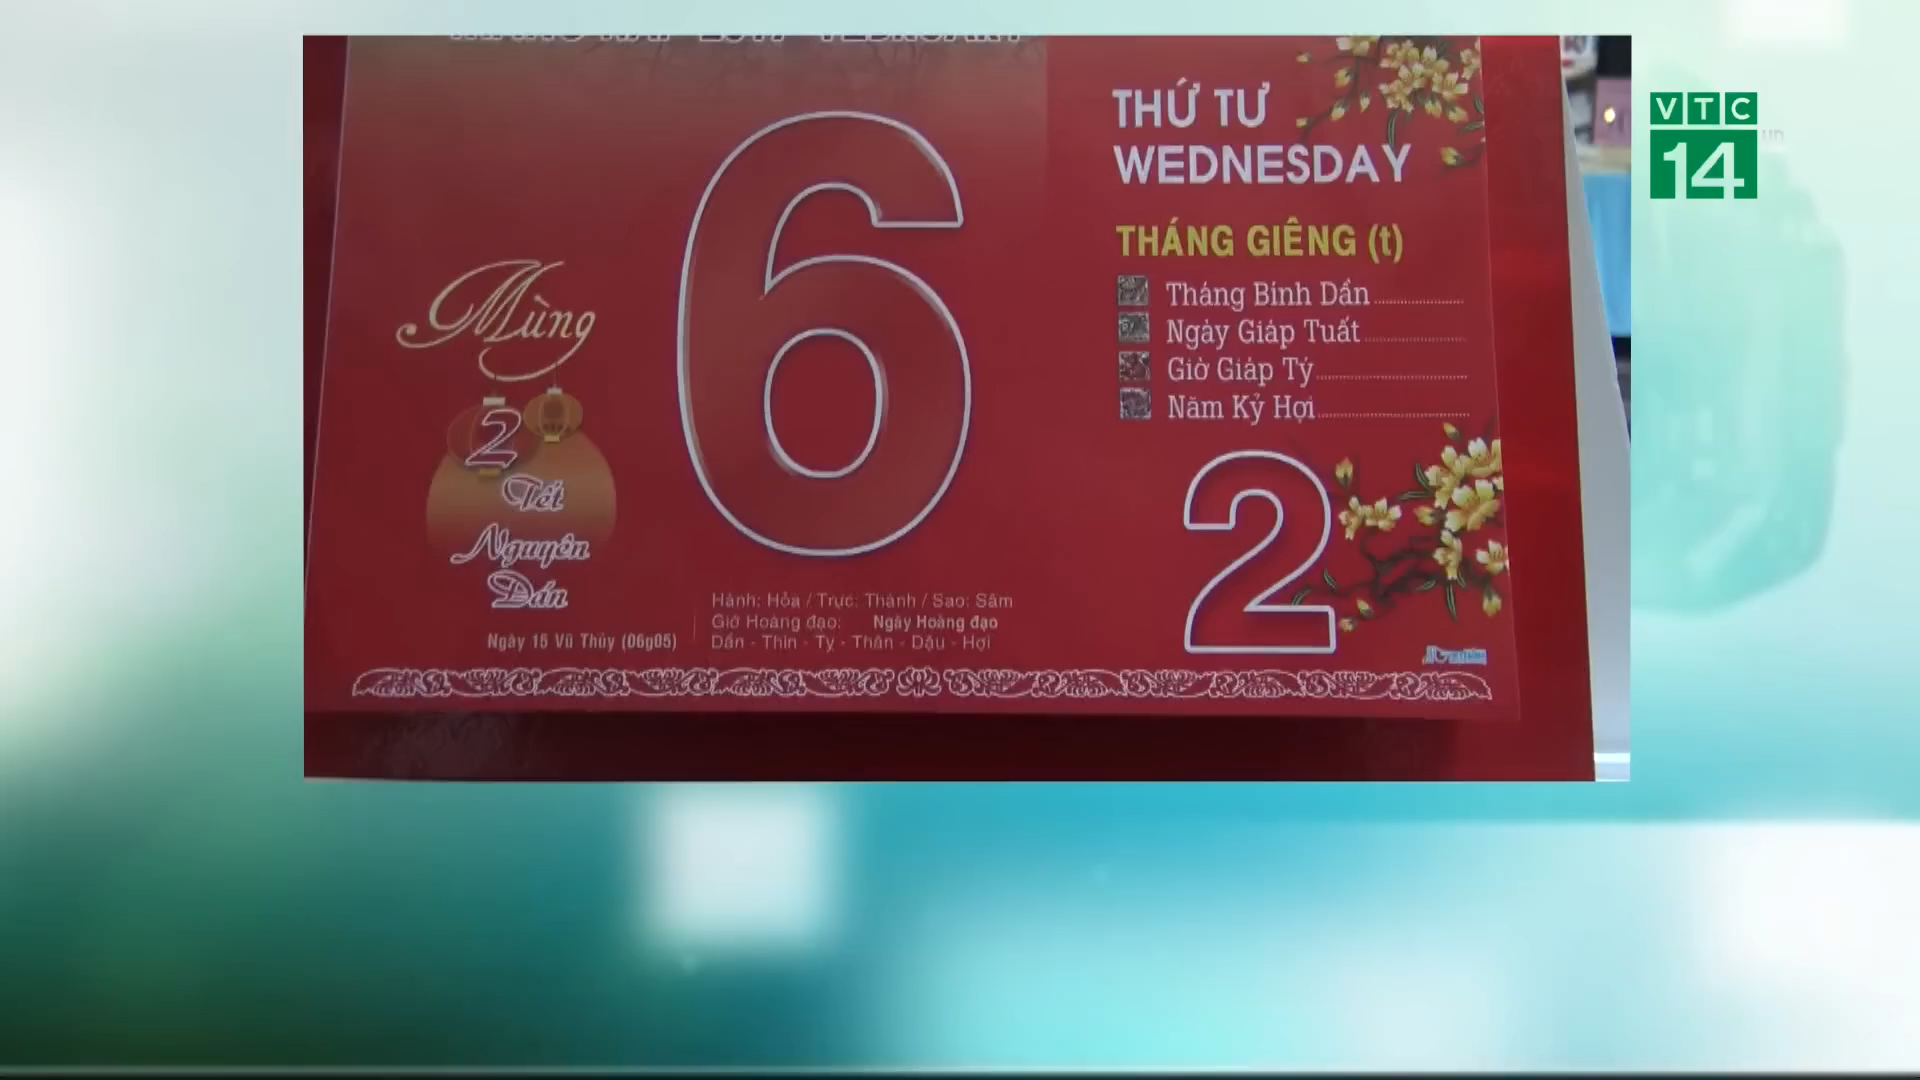 THỨ TƯ
WEDNESDAY
THÁNG GIÊNG (t)
Tháng Bính Dần
Ngày Giáp Tuất
Giờ Giáp Tý
Năm Kỷ Hợi
2
6
Mùng
2
Tết
Nguyên
Đán
Ngày 15 Vũ Thủy (06g05)
Hành: Hỏa / Trực: Thành / Sao: Sâm
Giờ Hoàng đạo: Ngày Hoàng đạo
Dần - Thìn - Tỵ - Thân - Dậu - Hợi
VTC
14